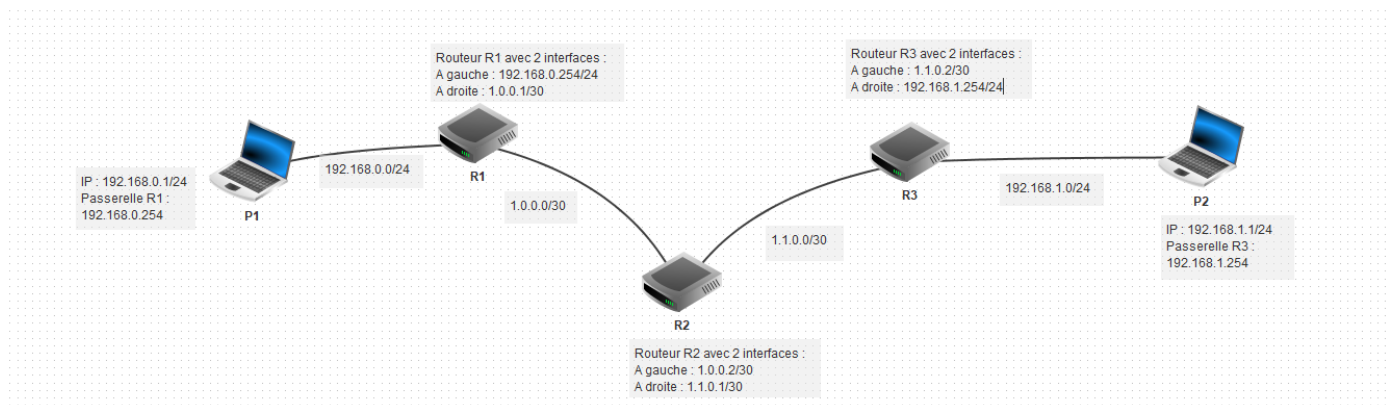 Routeur R1 avec 2 interfaces :
A gauche : 192.168.0.254/24
A droite : 1.0.0.1/30
Routeur R3 avec 2 interfaces :
A gauche : 1.1.0.2/30
A droite : 192.168.1.254/24
192.168.0.0/24
R1
IP : 192.168.0.1/24
Passerelle R1 :
192.168.0.254
P1
1.0.0.0/30
1.1.0.0/30
R3
192.168.1.0/24
P2
IP : 192.168.1.1/24
Passerelle R3 :
192.168.1.254
R2
Routeur R2 avec 2 interfaces :
A gauche : 1.0.0.2/30
A droite : 1.1.0.1/30